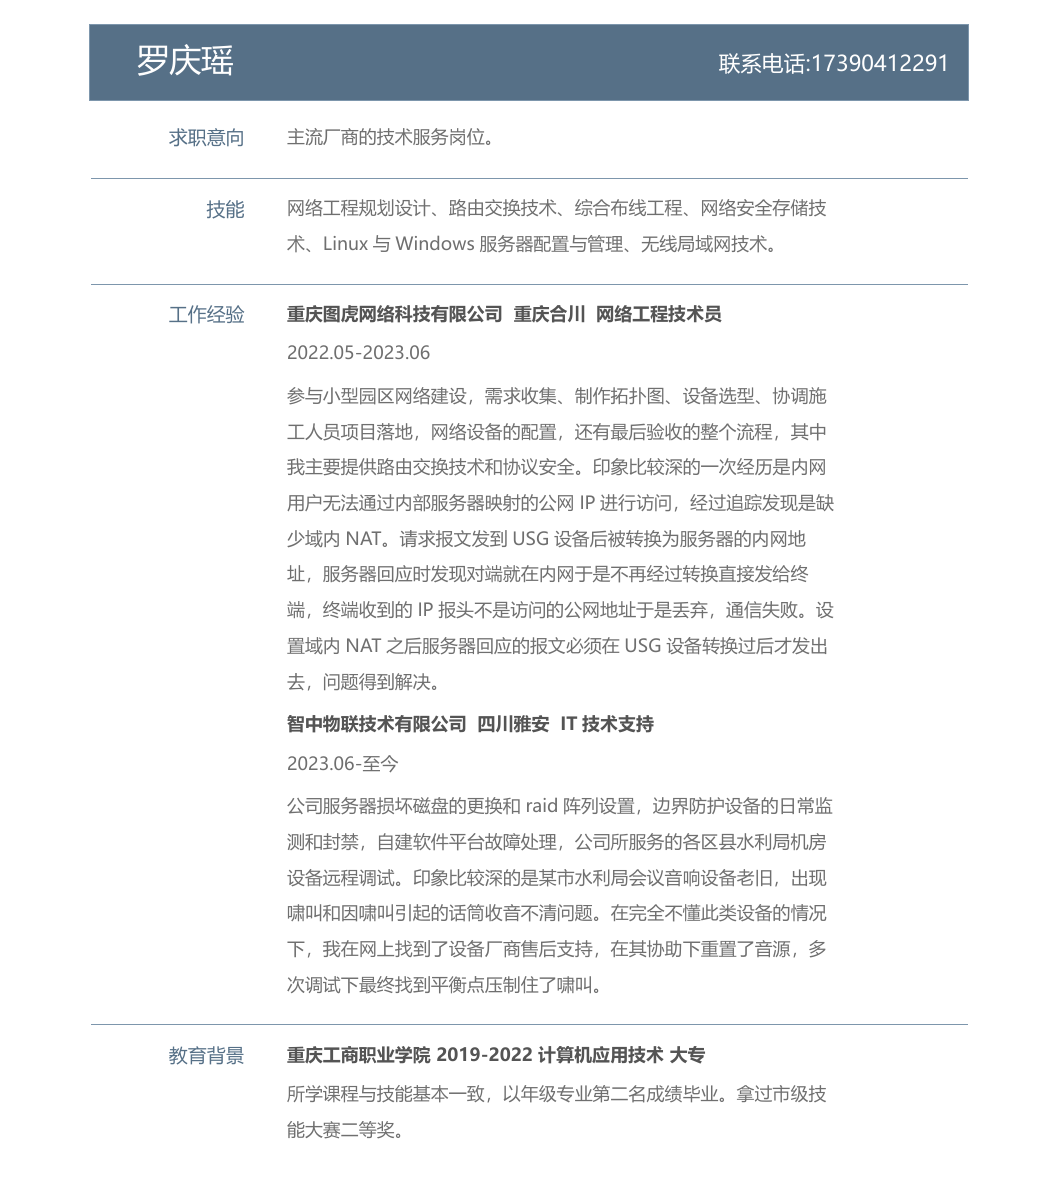 罗庆瑶
联系电话:17390412291
求职意向
主流厂商的技术服务岗位。
技能
网络工程规划设计、路由交换技术、综合布线工程、网络安全存储技
术、Linux 与 Windows 服务器配置与管理、无线局域网技术。
工作经验
重庆图虎网络科技有限公司 重庆合川 网络工程技术员
2022.05-2023.06
参与小型园区网络建设，需求收集、制作拓扑图、设备选型、协调施
工人员项目落地，网络设备的配置，还有最后验收的整个流程，其中
我主要提供路由交换技术和协议安全。印象比较深的一次经历是内网
用户无法通过内部服务器映射的公网 IP 进行访问，经过追踪发现是缺
少域内 NAT。请求报文发到 USG 设备后被转换为服务器的内网地
址，服务器回应时发现对端就在内网于是不再经过转换直接发给终
端，终端收到的 IP 报头不是访问的公网地址于是丢弃，通信失败。设
置域内 NAT 之后服务器回应的报文必须在 USG 设备转换过后才发出
去，问题得到解决。
智中物联技术有限公司 四川雅安 IT 技术支持
2023.06-至今
公司服务器损坏磁盘的更换和 raid 阵列设置，边界防护设备的日常监
测和封禁，自建软件平台故障处理，公司所服务的各区县水利局机房
设备远程调试。印象比较深的是某市水利局会议音响设备老旧，出现
啸叫和因啸叫引起的话筒收音不清问题。在完全不懂此类设备的情况
下，我在网上找到了设备厂商售后支持，在其协助下重置了音源，多
次调试下最终找到平衡点压制住了啸叫。
教育背景
重庆工商职业学院 2019-2022 计算机应用技术 大专
所学课程与技能基本一致，以年级专业第二名成绩毕业。拿过市级技
能大赛二等奖。